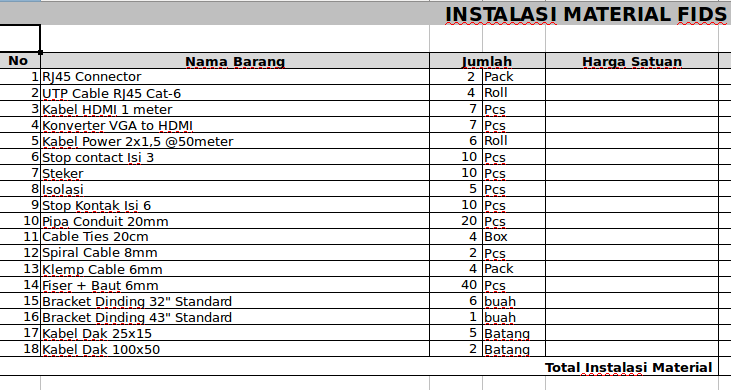 INSTALASI MATERIAL FIDS
No Nama Barang Jumlah Harga Satuan
1 RJ45 Connector 2 Pack
2 UTP Cable RJ45 Cat-6 4 Roll
3 Kabel HDMI 1 meter 7 Pcs
4 Konverter VGA to HDMI 7 Pcs
5 Kabel Power 2x1,5 @50meter 6 Roll
6 Stop contact Isi 3 10 Pcs
7 Steker 10 Pcs
8 Isolasi 5 Pcs
9 Stop Kontak Isi 6 10 Pcs
10 Pipa Conduit 20mm 20 Pcs
11 Cable Ties 20cm 4 Box
12 Spiral Cable 8mm 2 Pcs
13 Klemp Cable 6mm 4 Pack
14 Fiser + Baut 6mm 40 Pcs
15 Bracket Dinding 32" Standard 6 buah
16 Bracket Dinding 43" Standard 1 buah
17 Kabel Dak 25x15 5 Batang
18 Kabel Dak 100x50 2 Batang
Total Instalasi Material